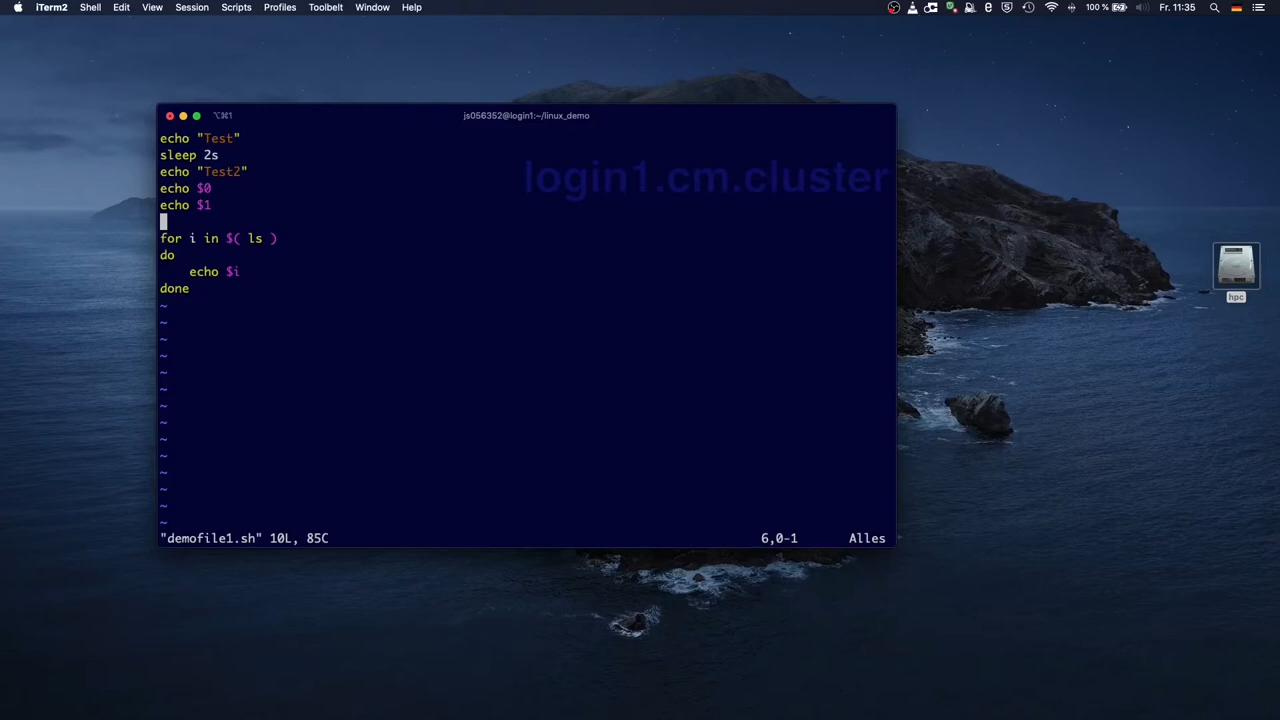 iTerm2 Shell Edit View Session Scripts Profiles Toolbelt Window Help 100 % Fr. 11:35
⌥⌘1 js056352@login1:~/linux_demo
login1.cm.cluster
echo "Test"
sleep 2s
echo "Test2"
echo $0
echo $1
for i in $( ls )
do
    echo $i
done
~
~
~
~
~
~
~
~
~
~
~
~
~
~
"demofile1.sh" 10L, 85C 6,0-1 Alles
hpc